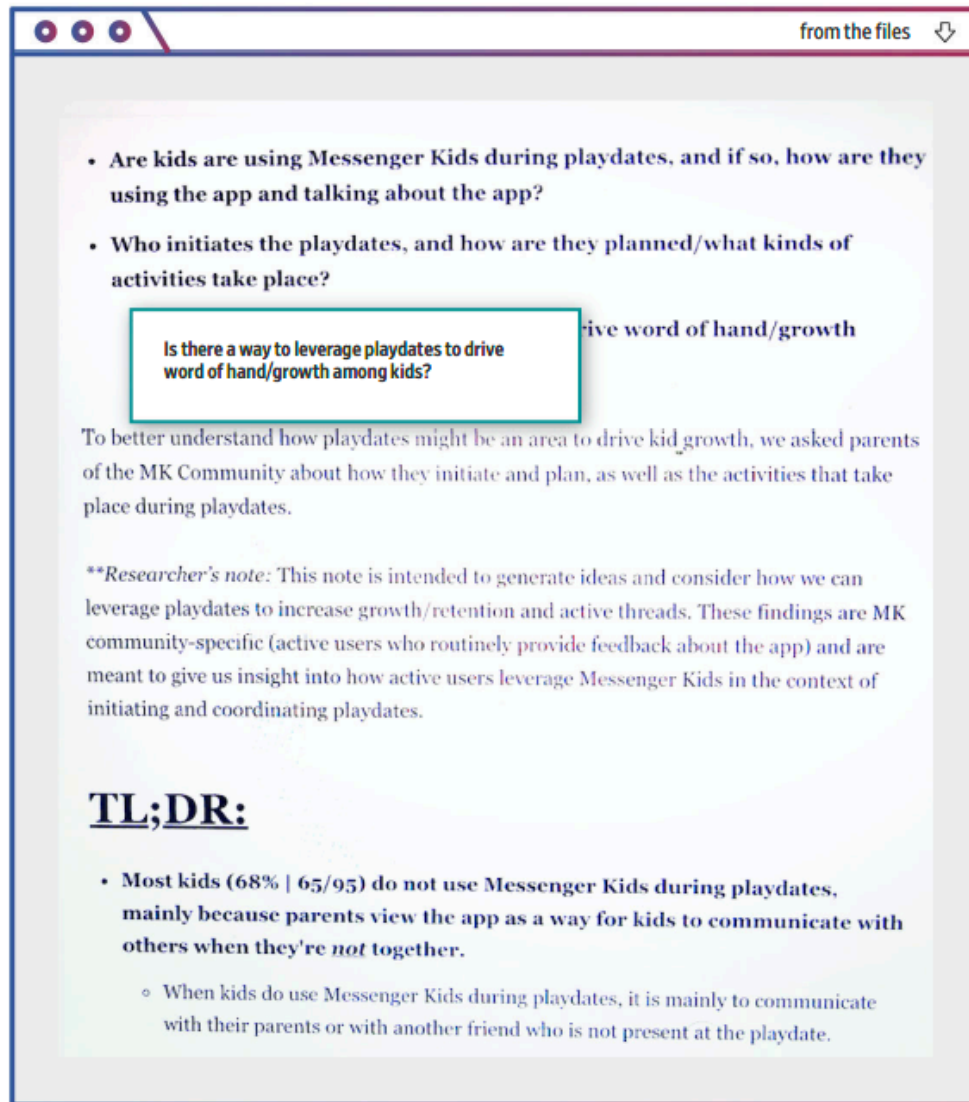 from the files
• Are kids are using Messenger Kids during playdates, and if so, how are they
using the app and talking about the app?
• Who initiates the playdates, and how are they planned/what kinds of
activities take place?
rive word of hand/growth
Is there a way to leverage playdates to drive
word of hand/growth among kids?
To better understand how playdates might be an area to drive kid growth, we asked parents
of the MK Community about how they initiate and plan, as well as the activities that take
place during playdates.
**Researcher's note: This note is intended to generate ideas and consider how we can
leverage playdates to increase growth/retention and active threads. These findings are MK
community-specific (active users who routinely provide feedback about the app) and are
meant to give us insight into how active users leverage Messenger Kids in the context of
initiating and coordinating playdates.
TL;DR:
• Most kids (68% | 65/95) do not use Messenger Kids during playdates,
mainly because parents view the app as a way for kids to communicate with
others when they're not together.
◦ When kids do use Messenger Kids during playdates, it is mainly to communicate
with their parents or with another friend who is not present at the playdate.